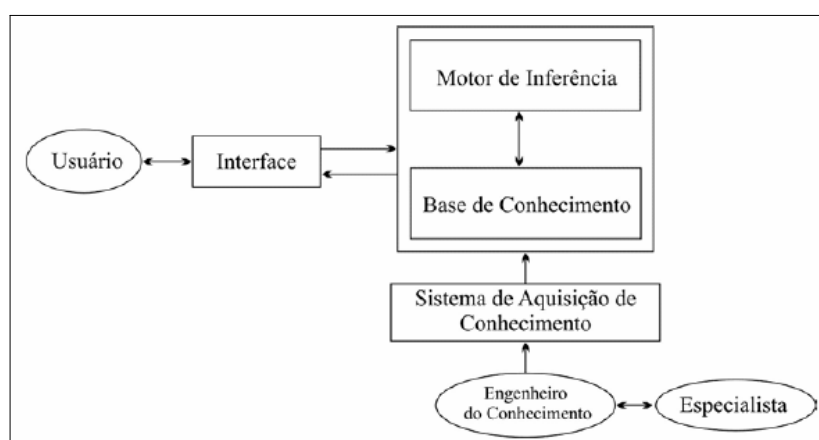 Motor de Inferência
Usuário
Interface
Base de Conhecimento
Sistema de Aquisição de
Conhecimento
Engenheiro
do Conhecimento
Especialista